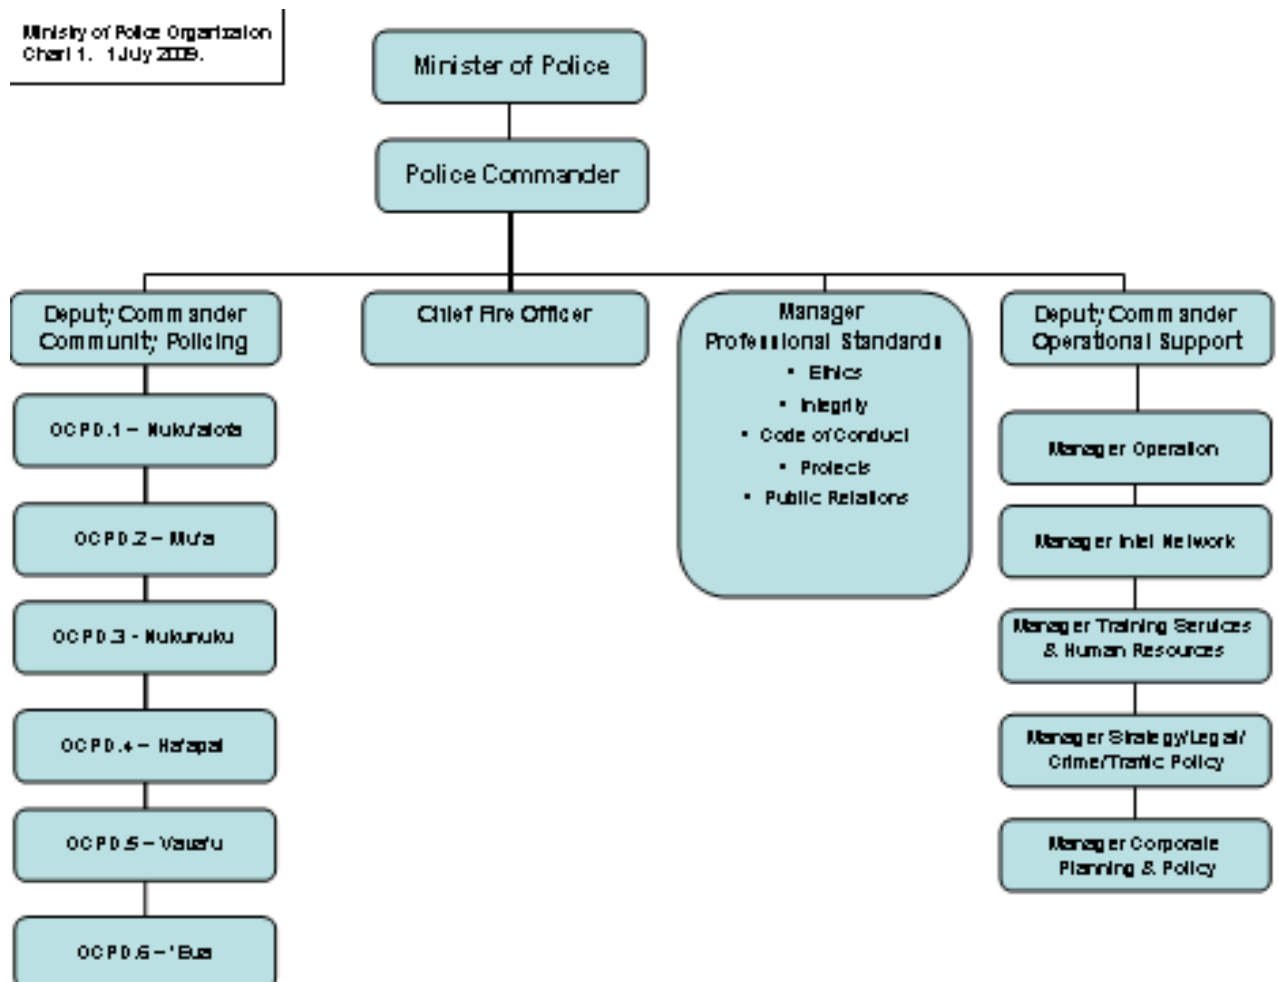 Ministry of Police Organization
Chart 1. 1 July 2009.
Minister of Police
Police Commander
Deputy Commander
Community Policing
Chief Fire Officer
Manager
Professional Standards
• Ethics
• Integrity
• Code of Conduct
• Projects
• Public Relations
Deputy Commander
Operational Support
OCPD.1 – Nuku'alofa
OCPD.2 – Mu'a
OCPD.3 - Nukunuku
OCPD.4 – Ha'apai
OCPD.5 – Vava'u
OCPD.6 – 'Eua
Manager Operation
Manager Intel Network
Manager Training Services
& Human Resources
Manager Strategy/Legal/
Crime/Traffic Policy
Manager Corporate
Planning & Policy